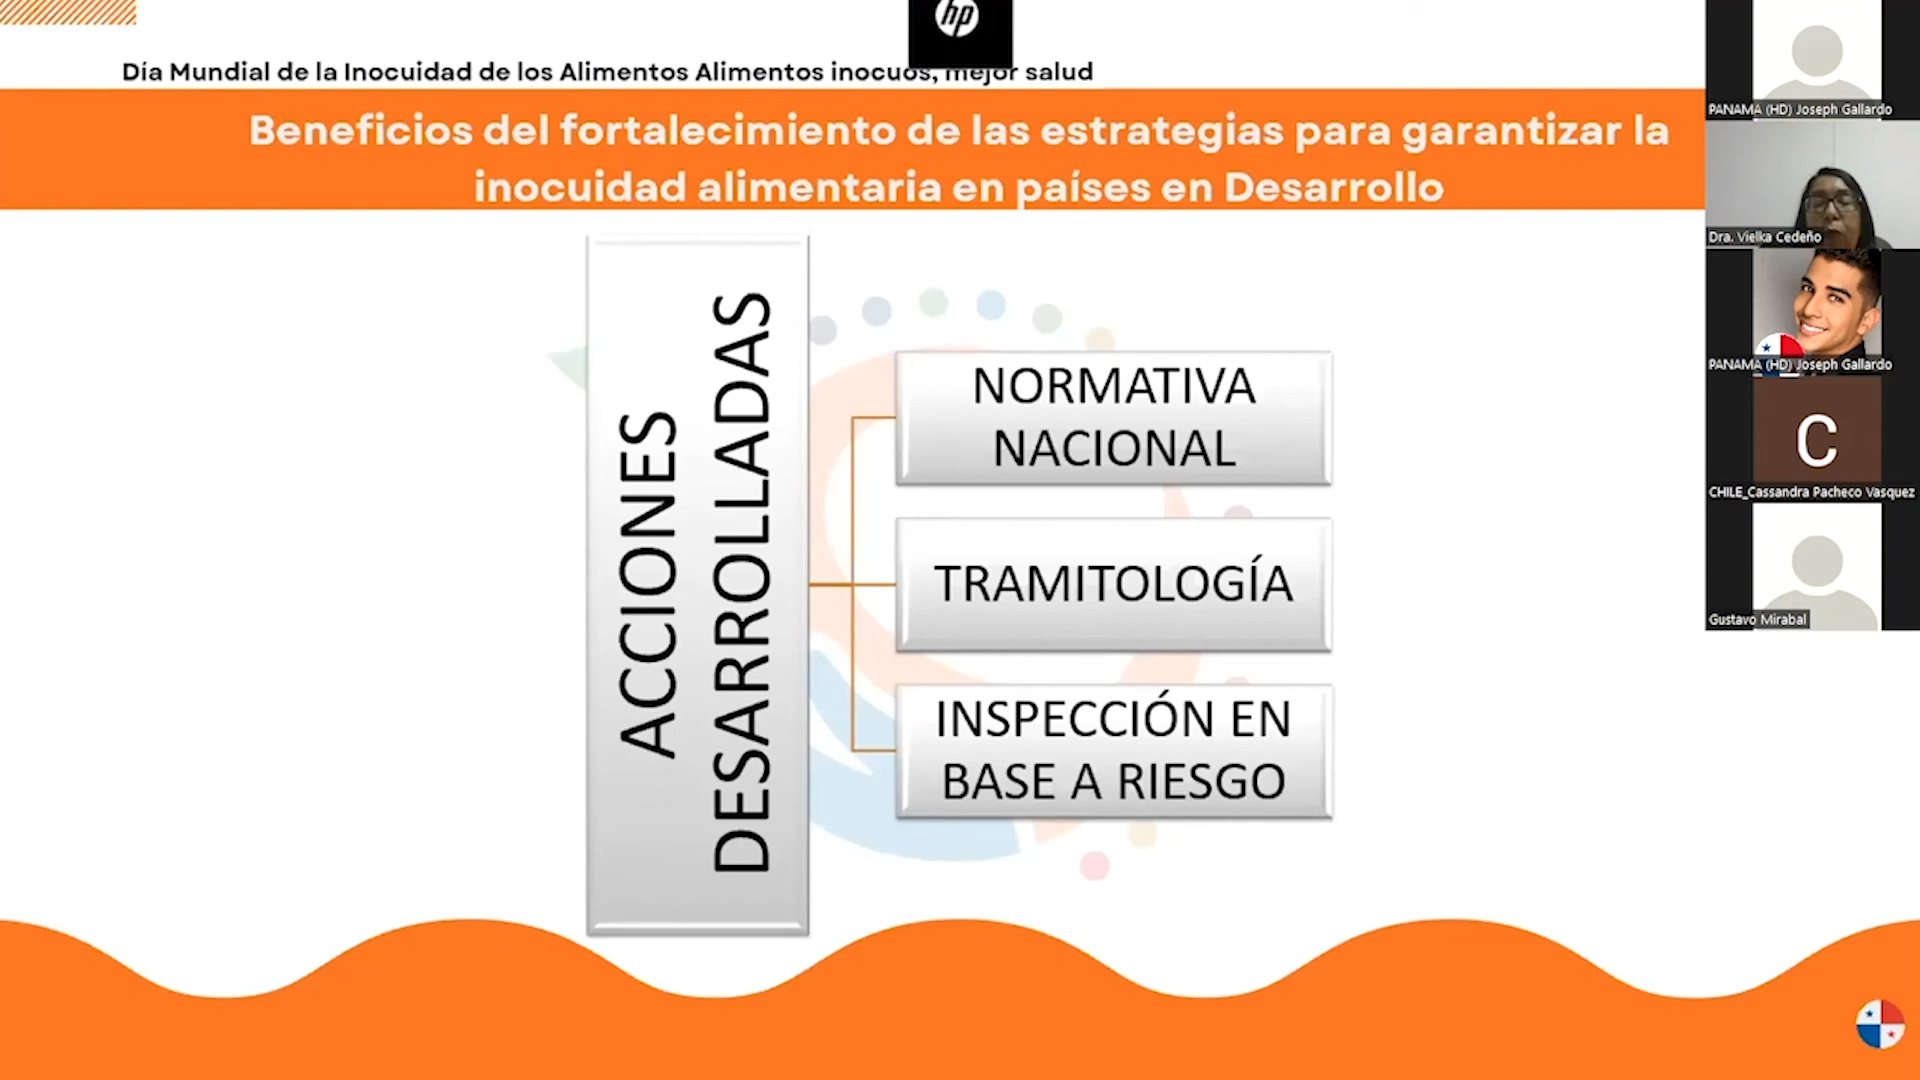 hp
Día Mundial de la Inocuidad de los Alimentos Alimentos inocuos, mejor salud
Beneficios del fortalecimiento de las estrategias para garantizar la
inocuidad alimentaria en países en Desarrollo
ACCIONES
DESARROLLADAS
NORMATIVA
NACIONAL
TRAMITOLOGÍA
INSPECCIÓN EN
BASE A RIESGO
PANAMA (HD) Joseph Gallardo
Dra. Vielka Cedeño
PANAMA (HD) Joseph Gallardo
C
CHILE_Cassandra Pacheco Vasquez
Gustavo Mirabal